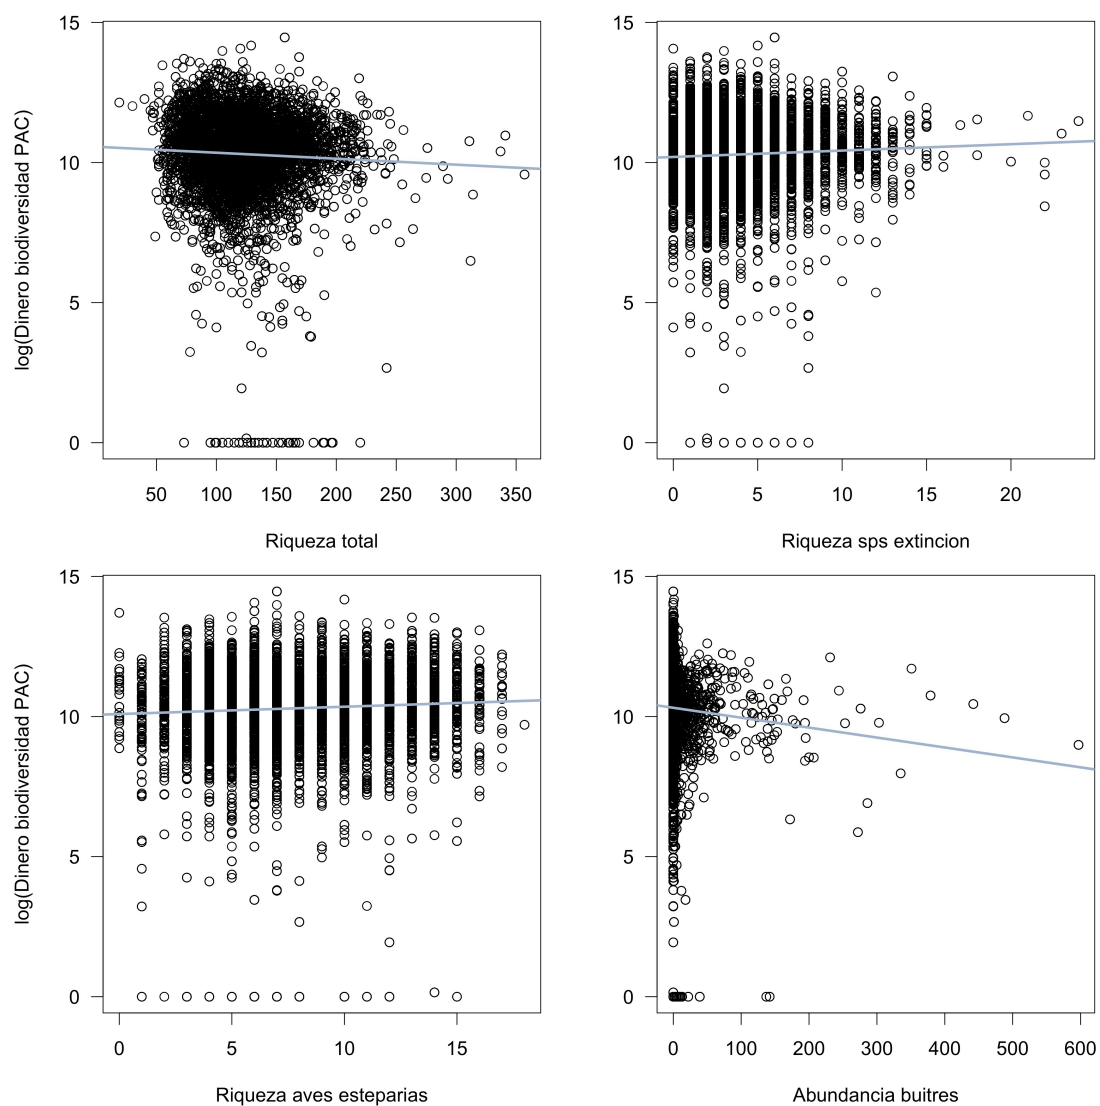 log(Dinero biodiversidad PAC)
15
10
5
0
50 100 150 200 250 300 350
Riqueza total
15
10
5
0
0 5 10 15 20
Riqueza sps extincion
log(Dinero biodiversidad PAC)
15
10
5
0
0 5 10 15
Riqueza aves esteparias
15
10
5
0
0 100 200 300 400 500 600
Abundancia buitres